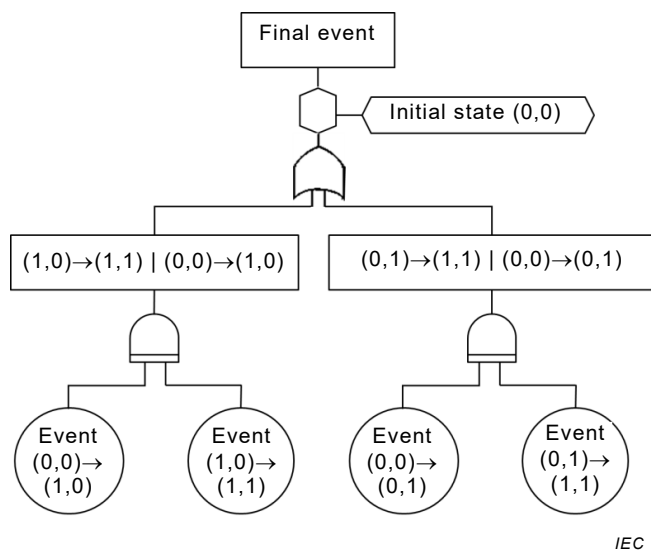 Final event
Initial state (0,0)
(1,0)→(1,1) | (0,0)→(1,0)
(0,1)→(1,1) | (0,0)→(0,1)
Event
(0,0)→
(1,0)
Event
(1,0)→
(1,1)
Event
(0,0)→
(0,1)
Event
(0,1)→
(1,1)
IEC